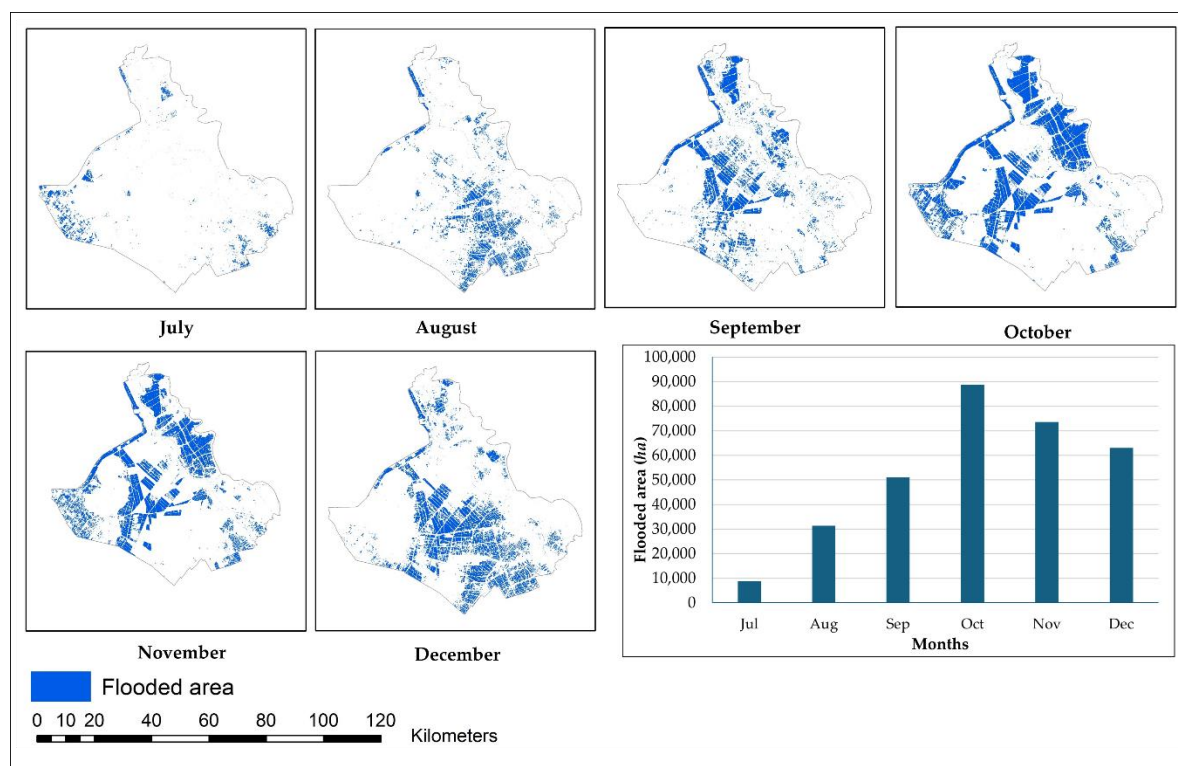 July
August
September
October
November
December
100,000
90,000
80,000
70,000
60,000
50,000
40,000
30,000
20,000
10,000
0
Flooded area (ha)
Jul Aug Sep Oct Nov Dec
Months
Flooded area
0 10 20 40 60 80 100 120
Kilometers